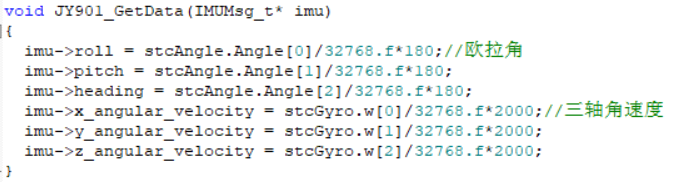 void JY901_GetData(IMUMsg_t* imu)
{
imu->roll = stcAngle.Angle[0]/32768.f*180;//欧拉角
imu->pitch = stcAngle.Angle[1]/32768.f*180;
imu->heading = stcAngle.Angle[2]/32768.f*180;
imu->x_angular_velocity = stcGyro.w[0]/32768.f*2000;//三轴角速度
imu->y_angular_velocity = stcGyro.w[1]/32768.f*2000;
imu->z_angular_velocity = stcGyro.w[2]/32768.f*2000;
}